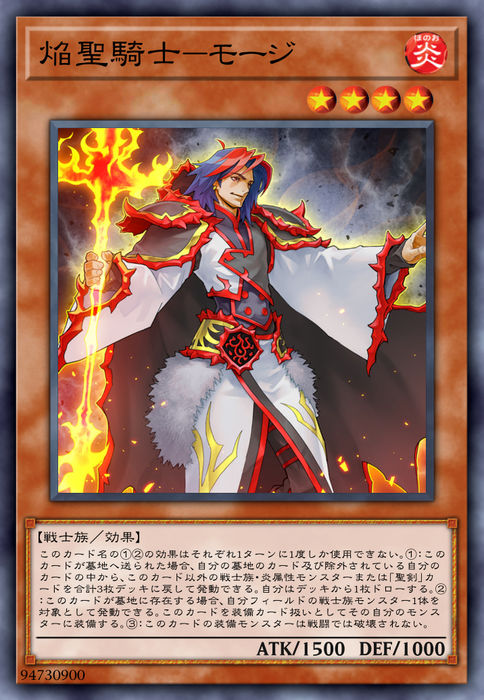 焔聖騎士−モージ
ほのお
炎
【戦士族／効果】
このカード名の①②の効果はそれぞれ1ターンに1度しか使用できない。①：この
カードが墓地へ送られた場合、自分の墓地のカード及び除外されている自分のカ
ードの中から、このカード以外の戦士族・炎属性モンスターまたは「聖剣」カ
ードを合計3枚デッキに戻して発動できる。自分はデッキから1枚ドローする。②
：このカードが墓地に存在する場合、自分フィールドの戦士族モンスター1体を
対象として発動できる。このカードを装備カード扱いとしてその自分のモンス
ターに装備する。③：このカードの装備モンスターは戦闘では破壊されない。
ATK/1500 DEF/1000
94730900